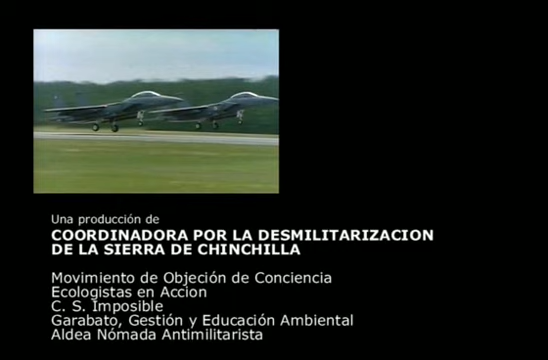 Una producción de
COORDINADORA POR LA DESMILITARIZACION
DE LA SIERRA DE CHINCHILLA
Movimiento de Objeción de Conciencia
Ecologistas en Accion
C. S. Imposible
Garabato, Gestión y Educación Ambiental
Aldea Nómada Antimilitarista